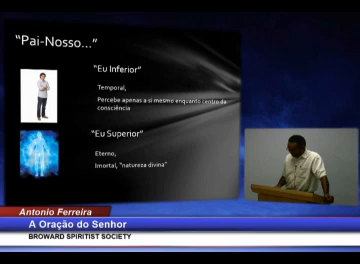 "Pai-Nosso..."
"Eu Inferior"
Temporal,
Percebe apenas a si mesmo enquanto centro da
consciência
"Eu Superior"
Eterno,
Imortal, "natureza divina"
Antonio Ferreira
A Oração do Senhor
BROWARD SPIRITIST SOCIETY